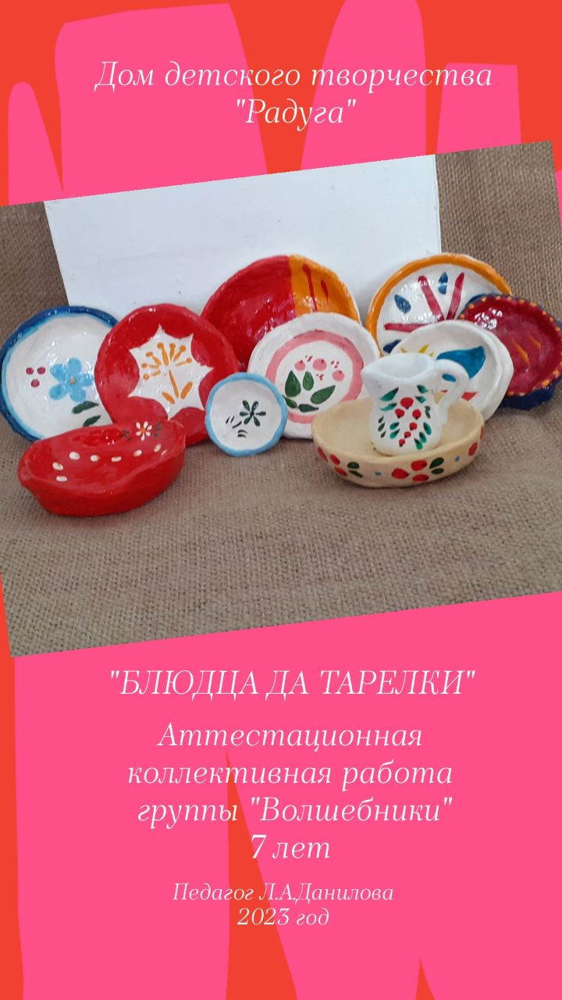 Дом детского творчества
"Радуга"
"БЛЮДЦА ДА ТАРЕЛКИ"
Аттестационная
коллективная работа
группы "Волшебники"
7 лет
Педагог Л.А.Данилова
2023 год